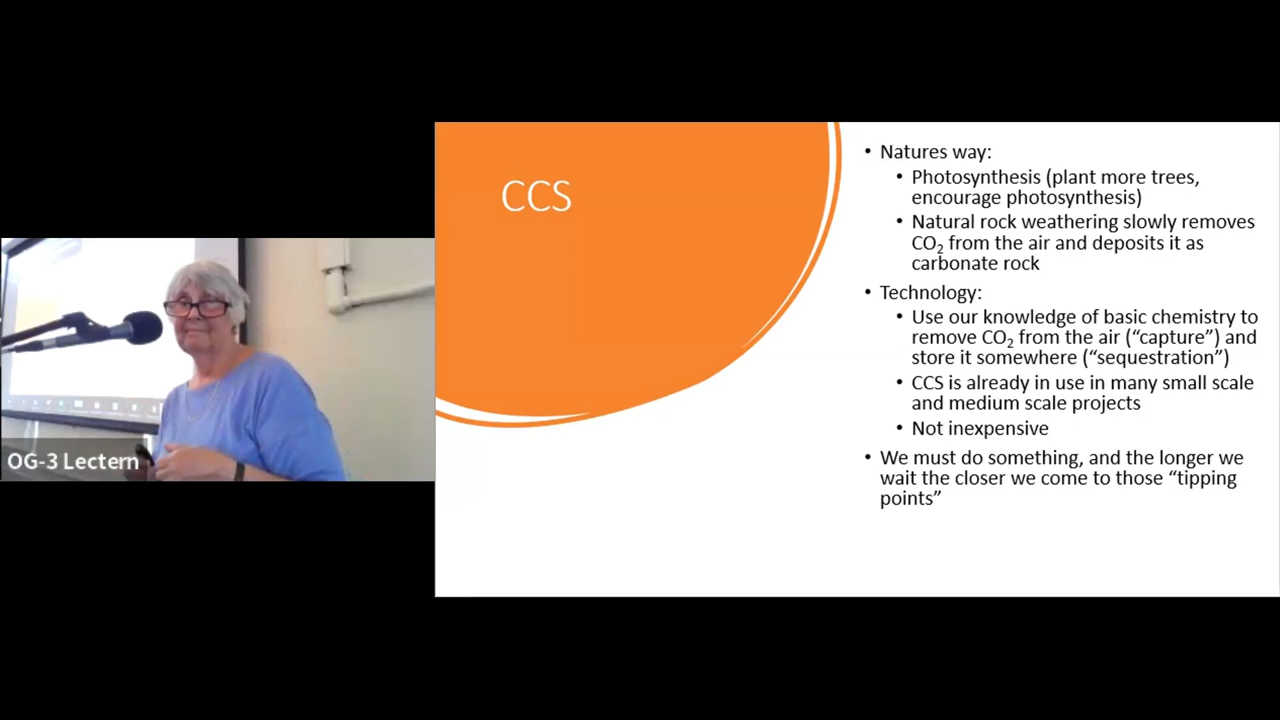 CCS
• Natures way:
• Photosynthesis (plant more trees,
encourage photosynthesis)
• Natural rock weathering slowly removes
CO₂ from the air and deposits it as
carbonate rock
• Technology:
• Use our knowledge of basic chemistry to
remove CO₂ from the air (“capture”) and
store it somewhere (“sequestration”)
• CCS is already in use in many small scale
and medium scale projects
• Not inexpensive
• We must do something, and the longer we
wait the closer we come to those “tipping
points”
OG-3 Lectern